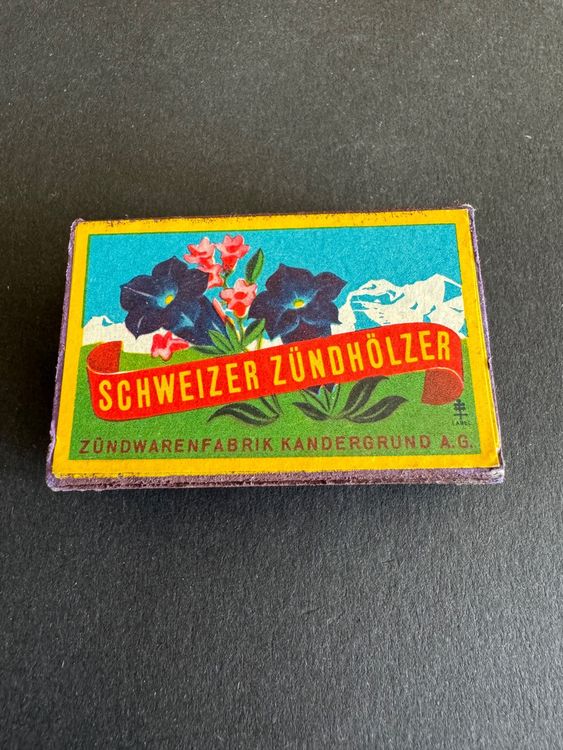 SCHWEIZER ZÜNDHÖLZER
LABEL
ZÜNDWARENFABRIK KANDERGRUND A.G.